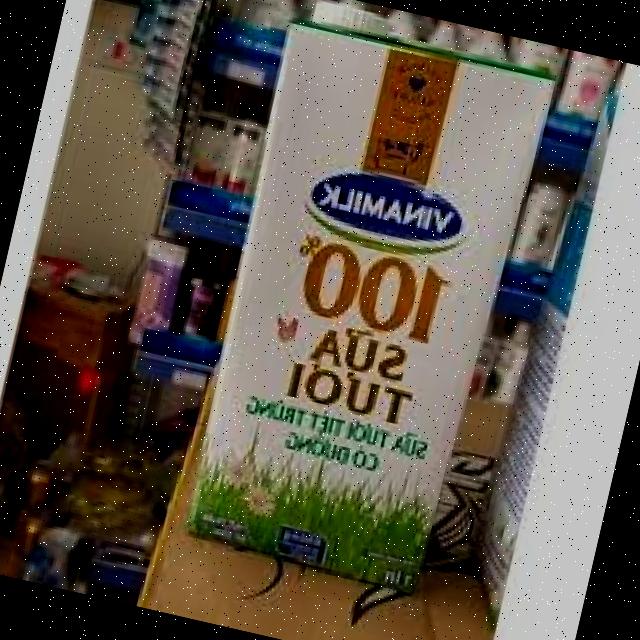 VINAMILK
100%
SỮA
TƯƠI
SỮA TƯƠI TIỆT TRÙNG
CÓ ĐƯỜNG